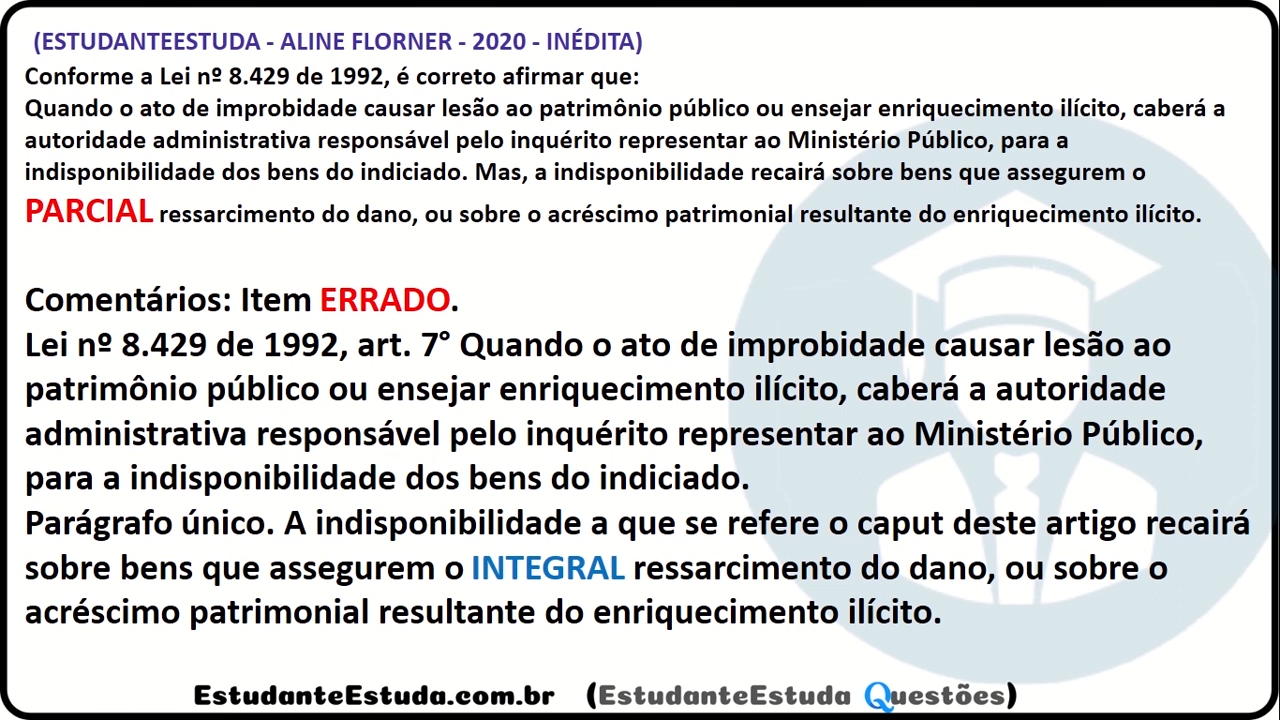 (ESTUDANTEESTUDA - ALINE FLORNER - 2020 - INÉDITA)
Conforme a Lei nº 8.429 de 1992, é correto afirmar que:
Quando o ato de improbidade causar lesão ao patrimônio público ou ensejar enriquecimento ilícito, caberá a
autoridade administrativa responsável pelo inquérito representar ao Ministério Público, para a
indisponibilidade dos bens do indiciado. Mas, a indisponibilidade recairá sobre bens que assegurem o
PARCIAL ressarcimento do dano, ou sobre o acréscimo patrimonial resultante do enriquecimento ilícito.
Comentários: Item ERRADO.
Lei nº 8.429 de 1992, art. 7° Quando o ato de improbidade causar lesão ao
patrimônio público ou ensejar enriquecimento ilícito, caberá a autoridade
administrativa responsável pelo inquérito representar ao Ministério Público,
para a indisponibilidade dos bens do indiciado.
Parágrafo único. A indisponibilidade a que se refere o caput deste artigo recairá
sobre bens que assegurem o INTEGRAL ressarcimento do dano, ou sobre o
acréscimo patrimonial resultante do enriquecimento ilícito.
EstudanteEstuda.com.br (EstudanteEstuda Questões)